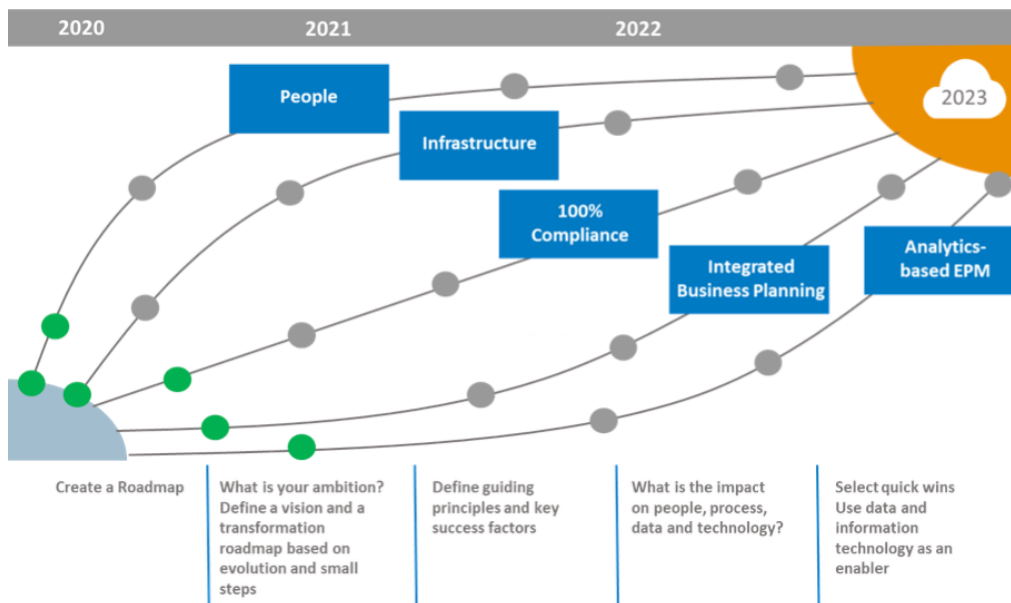 2020
2021
2022
2023
People
Infrastructure
100%
Compliance
Integrated
Business Planning
Analytics-
based EPM
Create a Roadmap
What is your ambition?
Define a vision and a
transformation
roadmap based on
evolution and small
steps
Define guiding
principles and key
success factors
What is the impact
on people, process,
data and technology?
Select quick wins
Use data and
information
technology as an
enabler